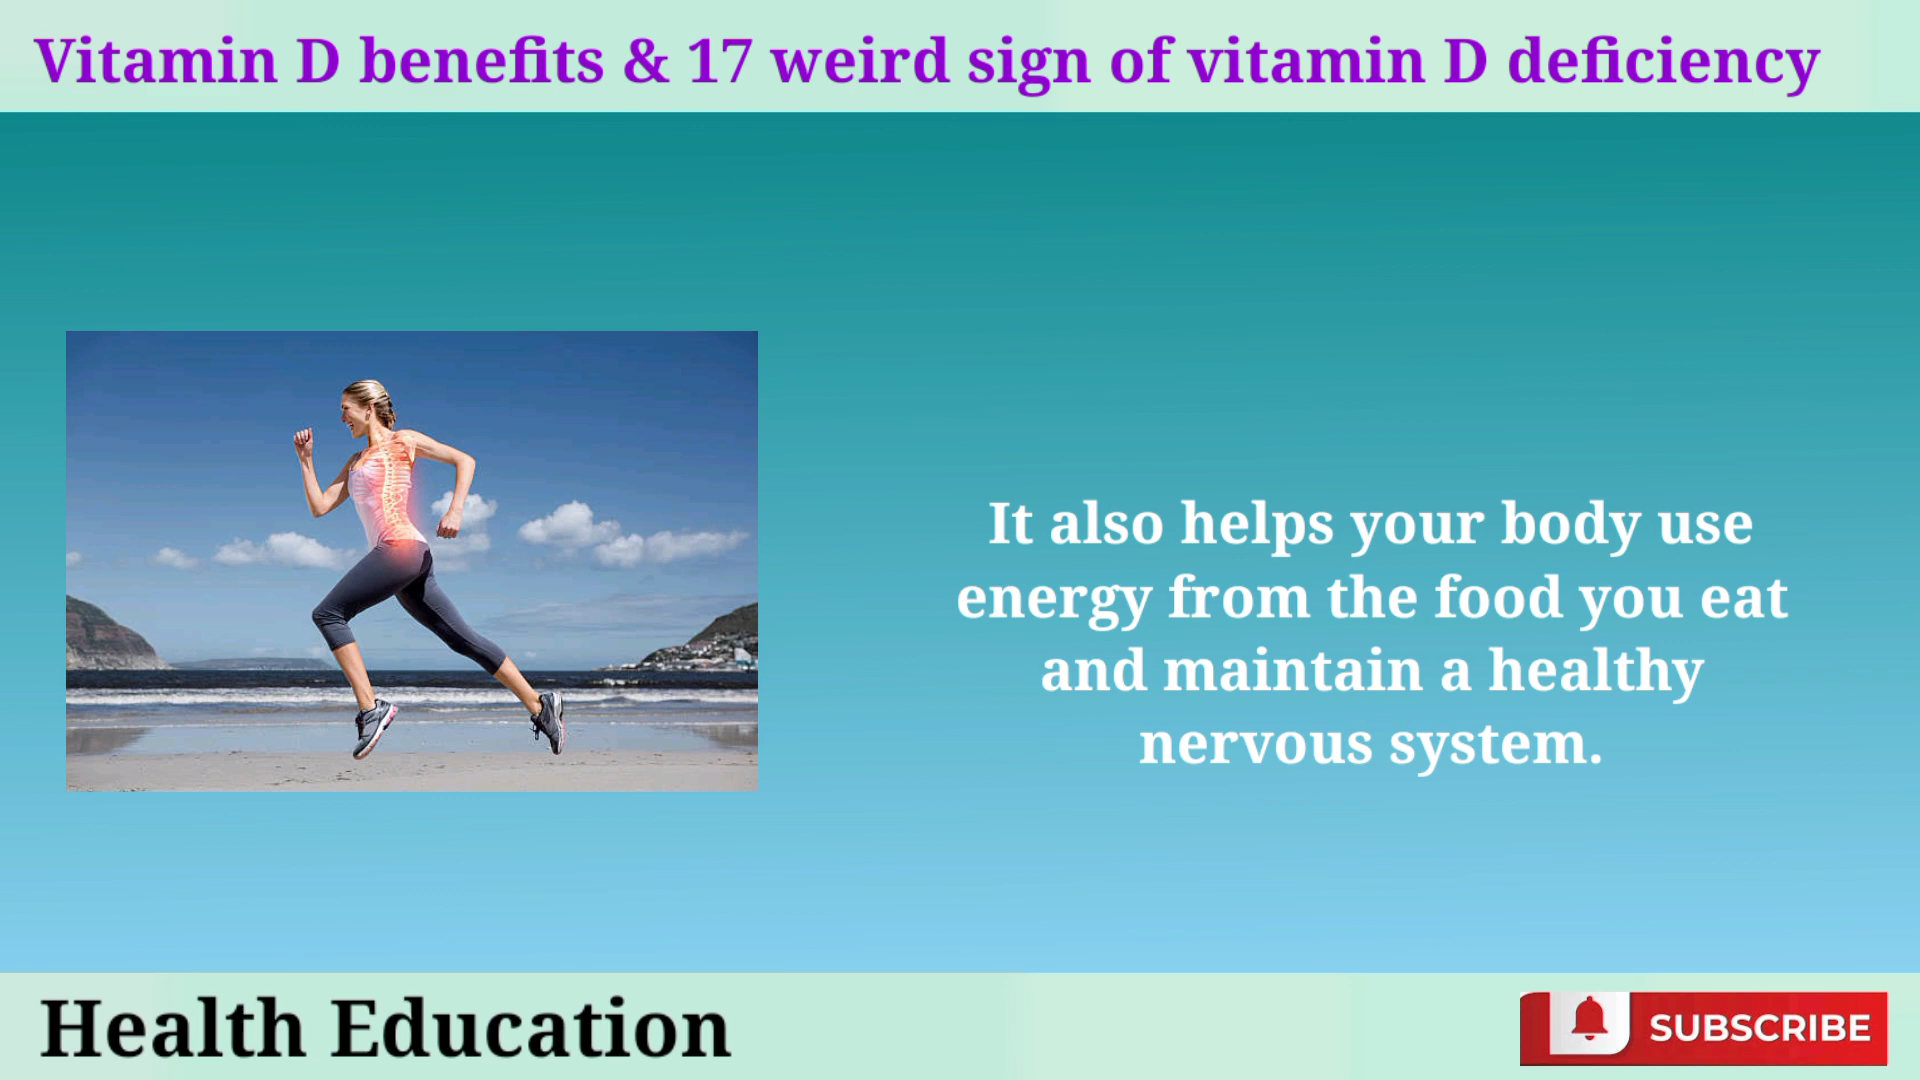 Vitamin D benefits & 17 weird sign of vitamin D deficiency
It also helps your body use
energy from the food you eat
and maintain a healthy
nervous system.
Health Education
SUBSCRIBE